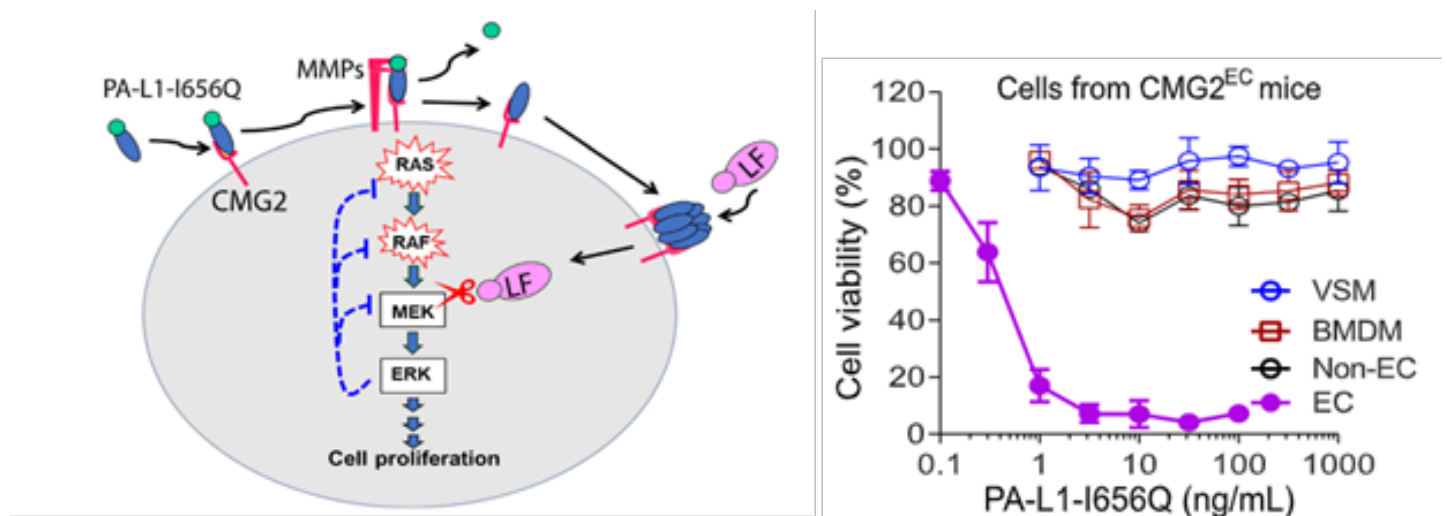 MMPs
PA-L1-I656Q
CMG2
RAS
RAF
MEK
ERK
LF
LF
Cell proliferation
Cells from CMG2EC mice
Cell viability (%)
120
100
80
60
40
20
0
VSM
BMDM
Non-EC
EC
0.1 1 10 100 1000
PA-L1-I656Q (ng/mL)